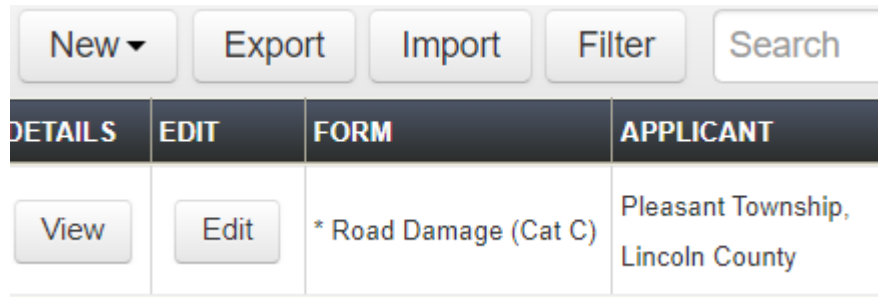 New Export Import Filter Search
DETAILS EDIT FORM APPLICANT
View Edit * Road Damage (Cat C) Pleasant Township,
Lincoln County